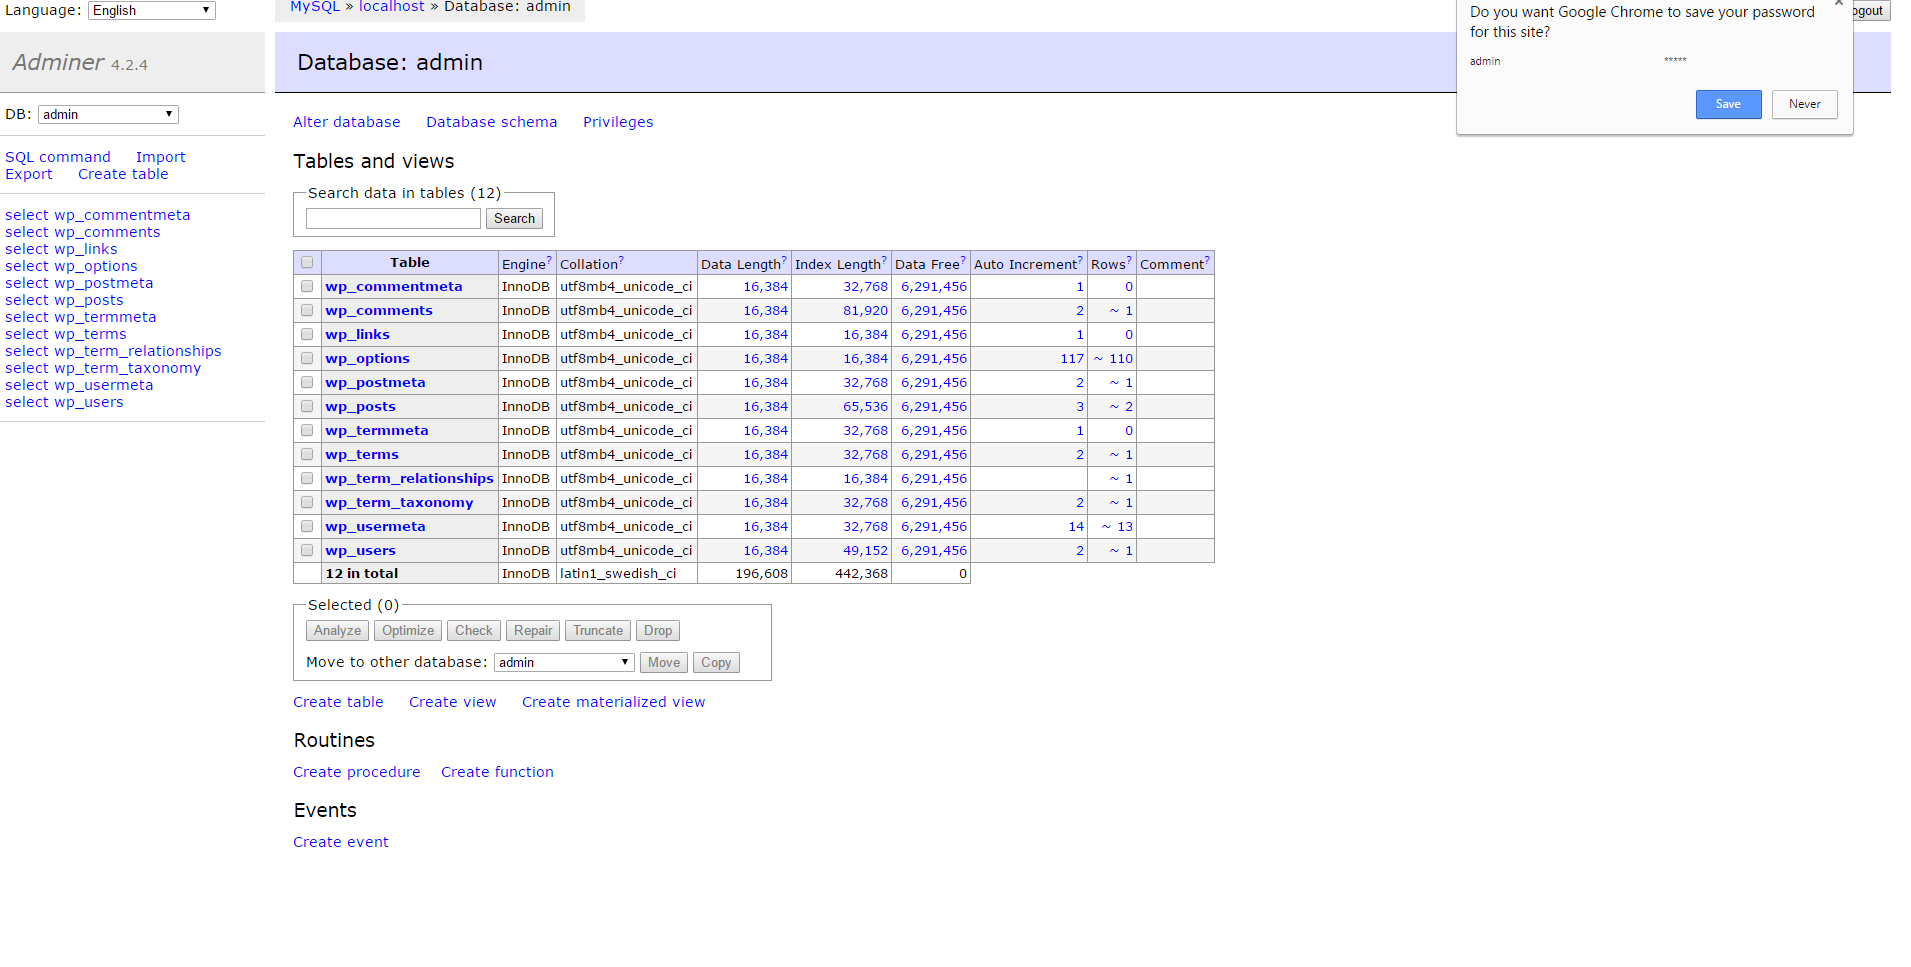 Language: English
MySQL » localhost » Database: admin
Adminer 4.2.4
Database: admin
Do you want Google Chrome to save your password
for this site?
admin *****
Save Never
ogout
DB: admin
SQL command Import
Export Create table
select wp_commentmeta
select wp_comments
select wp_links
select wp_options
select wp_postmeta
select wp_posts
select wp_termmeta
select wp_terms
select wp_term_relationships
select wp_term_taxonomy
select wp_usermeta
select wp_users
Alter database Database schema Privileges
Tables and views
Search data in tables (12)
Search
Table Engine? Collation? Data Length? Index Length? Data Free? Auto Increment? Rows? Comment?
wp_commentmeta InnoDB utf8mb4_unicode_ci 16,384 32,768 6,291,456 1 0
wp_comments InnoDB utf8mb4_unicode_ci 16,384 81,920 6,291,456 2 ~ 1
wp_links InnoDB utf8mb4_unicode_ci 16,384 16,384 6,291,456 1 0
wp_options InnoDB utf8mb4_unicode_ci 16,384 16,384 6,291,456 117 ~ 110
wp_postmeta InnoDB utf8mb4_unicode_ci 16,384 32,768 6,291,456 2 ~ 1
wp_posts InnoDB utf8mb4_unicode_ci 16,384 65,536 6,291,456 3 ~ 2
wp_termmeta InnoDB utf8mb4_unicode_ci 16,384 32,768 6,291,456 1 0
wp_terms InnoDB utf8mb4_unicode_ci 16,384 32,768 6,291,456 2 ~ 1
wp_term_relationships InnoDB utf8mb4_unicode_ci 16,384 16,384 6,291,456 ~ 1
wp_term_taxonomy InnoDB utf8mb4_unicode_ci 16,384 32,768 6,291,456 2 ~ 1
wp_usermeta InnoDB utf8mb4_unicode_ci 16,384 32,768 6,291,456 14 ~ 13
wp_users InnoDB utf8mb4_unicode_ci 16,384 49,152 6,291,456 2 ~ 1
12 in total InnoDB latin1_swedish_ci 196,608 442,368 0
Selected (0)
Analyze Optimize Check Repair Truncate Drop
Move to other database: admin Move Copy
Create table Create view Create materialized view
Routines
Create procedure Create function
Events
Create event